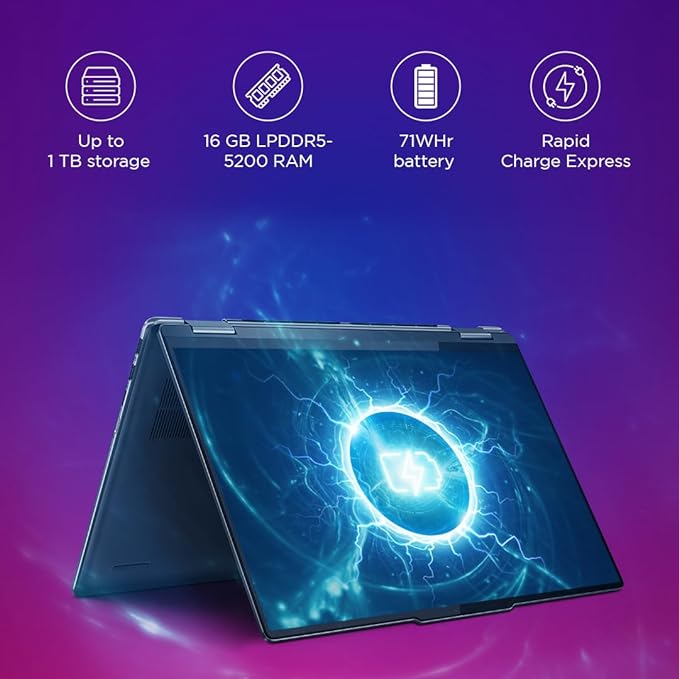 Up to
1 TB storage
16 GB LPDDR5-
5200 RAM
71WHr
battery
Rapid
Charge Express